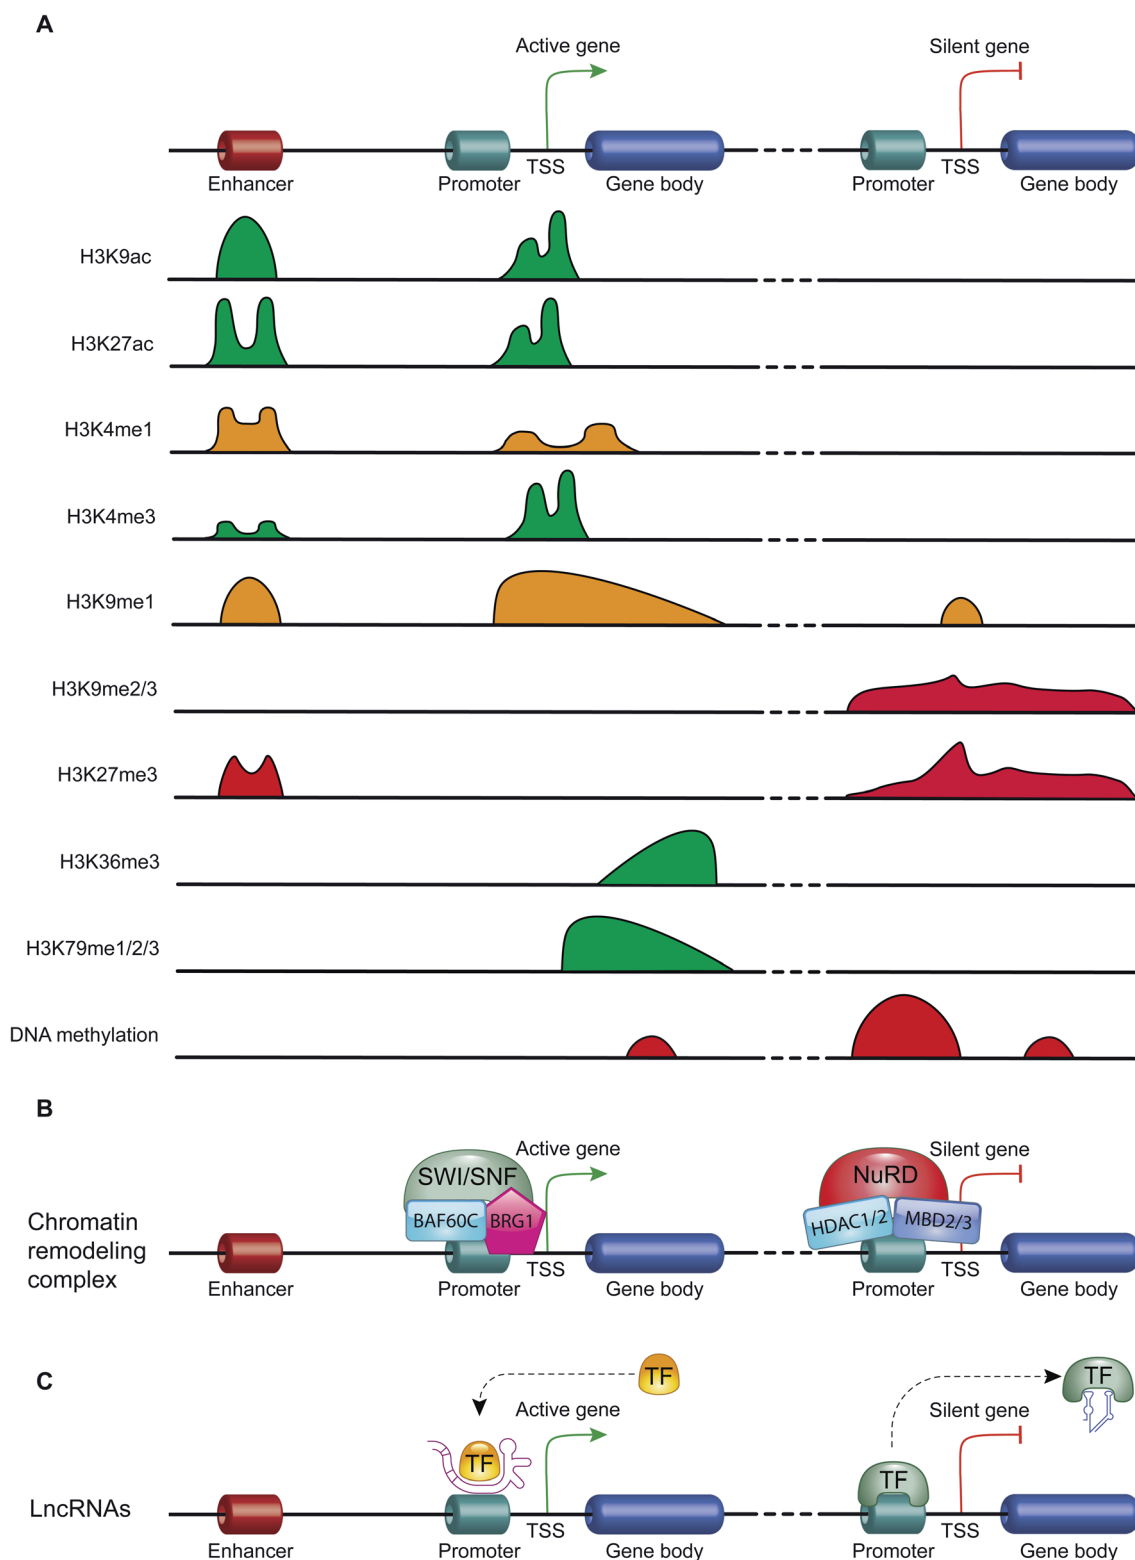 A
Active gene
Silent gene
Enhancer
Promoter
TSS
Gene body
Promoter
TSS
Gene body
H3K9ac
H3K27ac
H3K4me1
H3K4me3
H3K9me1
H3K9me2/3
H3K27me3
H3K36me3
H3K79me1/2/3
DNA methylation
B
Chromatin
remodeling
complex
SWI/SNF
BAF60C
BRG1
Active gene
NuRD
HDAC1/2
MBD2/3
Silent gene
Enhancer
Promoter
TSS
Gene body
Promoter
TSS
Gene body
C
LncRNAs
TF
Active gene
TF
TF
Silent gene
TF
Enhancer
Promoter
TSS
Gene body
Promoter
TSS
Gene body